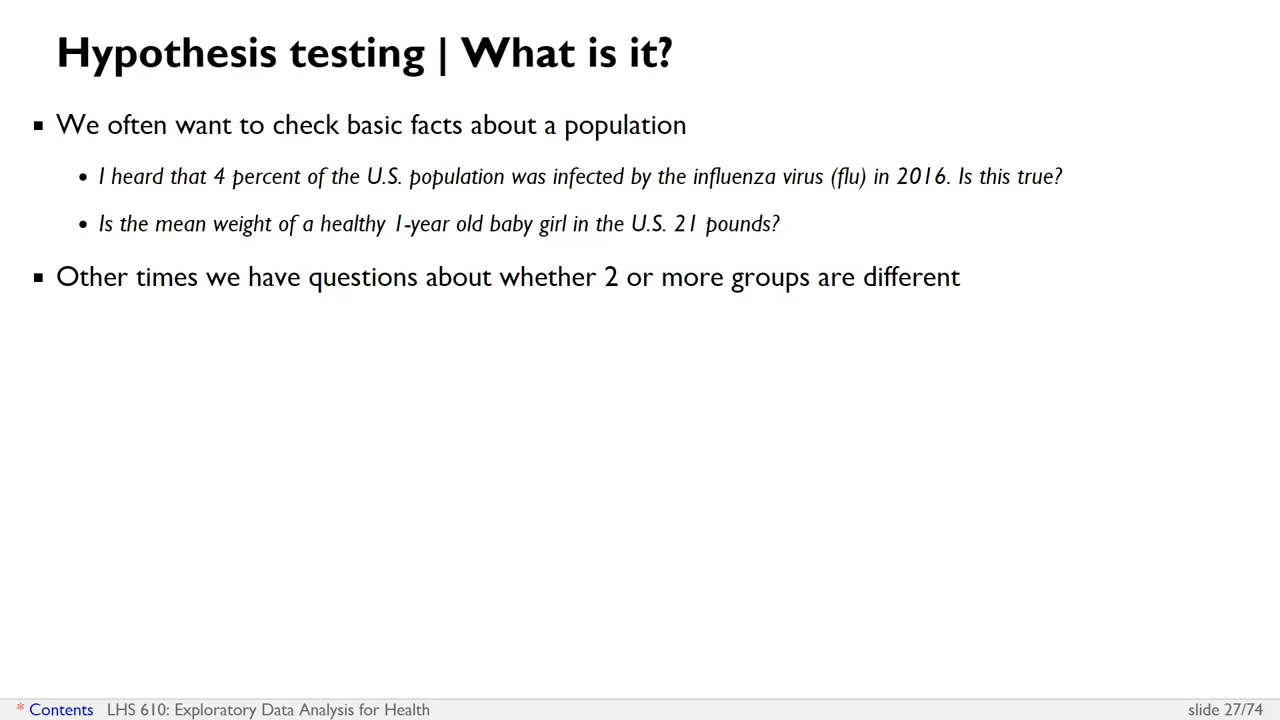 Hypothesis testing | What is it?
▪ We often want to check basic facts about a population
• I heard that 4 percent of the U.S. population was infected by the influenza virus (flu) in 2016. Is this true?
• Is the mean weight of a healthy 1-year old baby girl in the U.S. 21 pounds?
▪ Other times we have questions about whether 2 or more groups are different
* Contents LHS 610: Exploratory Data Analysis for Health slide 27/74